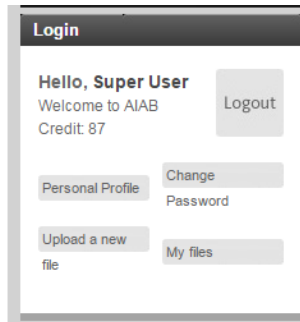 Login
Hello, Super User
Welcome to AIAB
Credit: 87
Logout
Personal Profile
Change
Password
Upload a new
file
My files